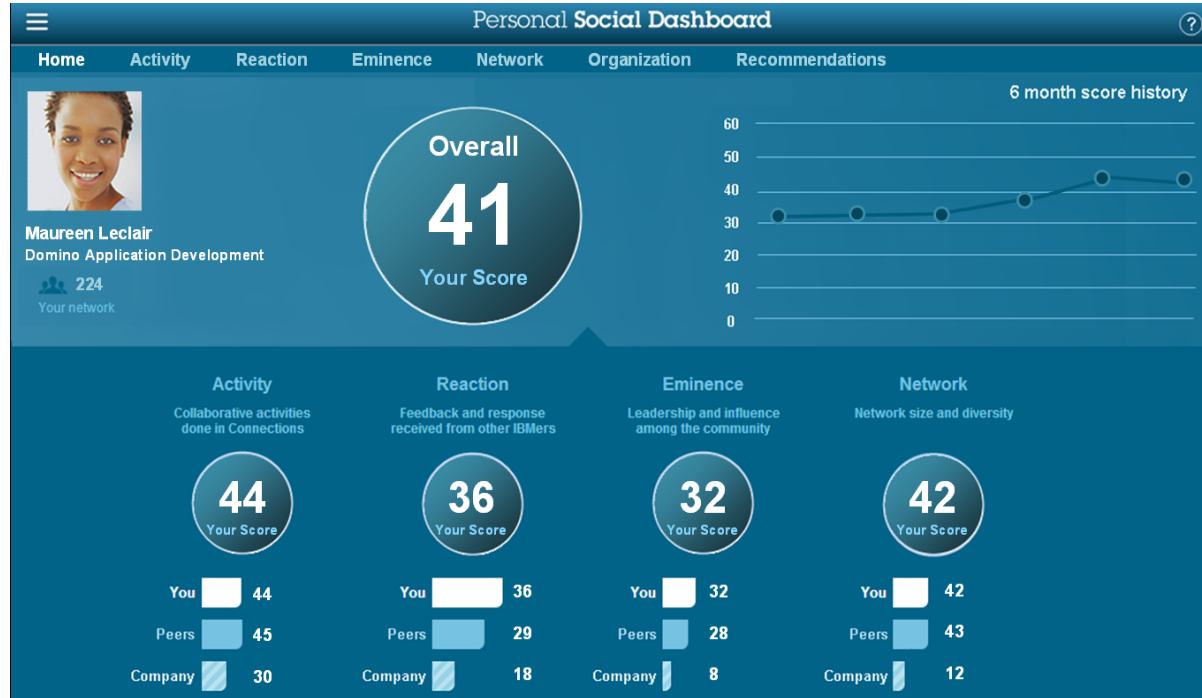 Personal Social Dashboard
?
Home Activity Reaction Eminence Network Organization Recommendations
Maureen Leclair
Domino Application Development
224
Your network
Overall
41
Your Score
6 month score history
60
50
40
30
20
10
0
Activity
Collaborative activities
done in Connections
44
Your Score
You 44
Peers 45
Company 30
Reaction
Feedback and response
received from other IBMers
36
Your Score
You 36
Peers 29
Company 18
Eminence
Leadership and influence
among the community
32
Your Score
You 32
Peers 28
Company 8
Network
Network size and diversity
42
Your Score
You 42
Peers 43
Company 12